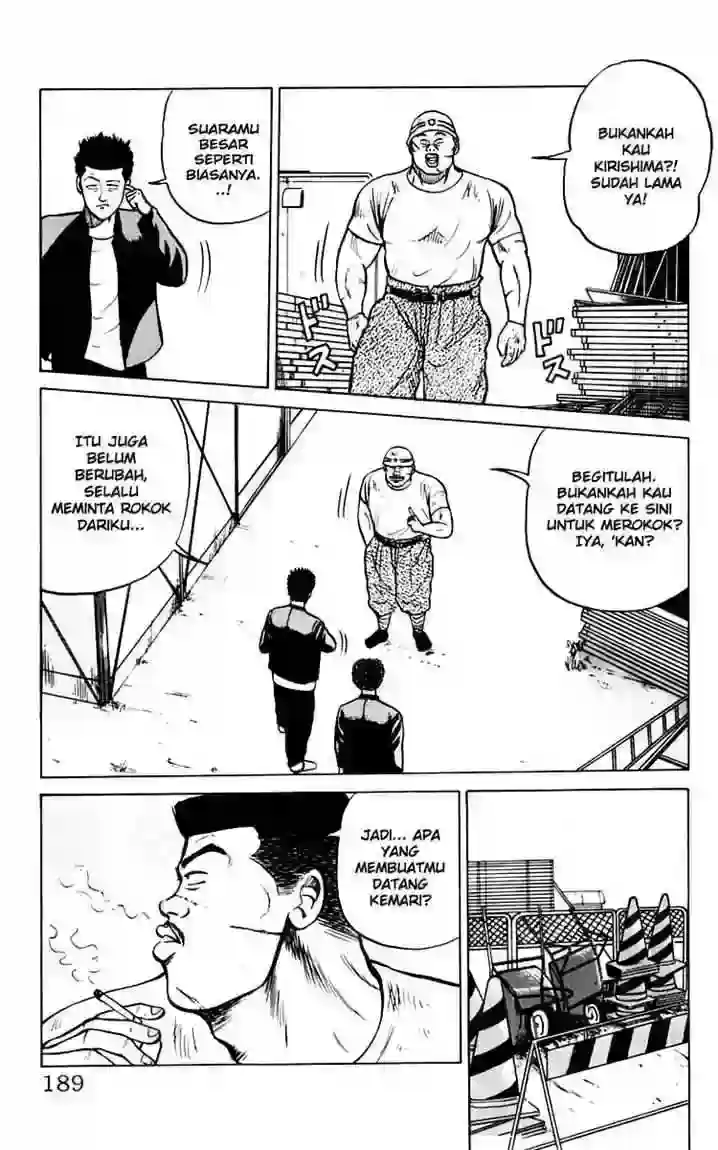 BUKANKAH
KAU
KIRISHIMA?!
SUDAH LAMA
YA!
ドス
ドス
SUARAMU
BESAR
SEPERTI
BIASANYA.
..!
BEGITULAH.
BUKANKAH KAU
DATANG KE SINI
UNTUK MEROKOK?
IYA, 'KAN?
ITU JUGA
BELUM
BERUBAH,
SELALU
MEMINTA ROKOK
DARIKU...
JADI... APA
YANG
MEMBUATMU
DATANG
KEMARI?
189